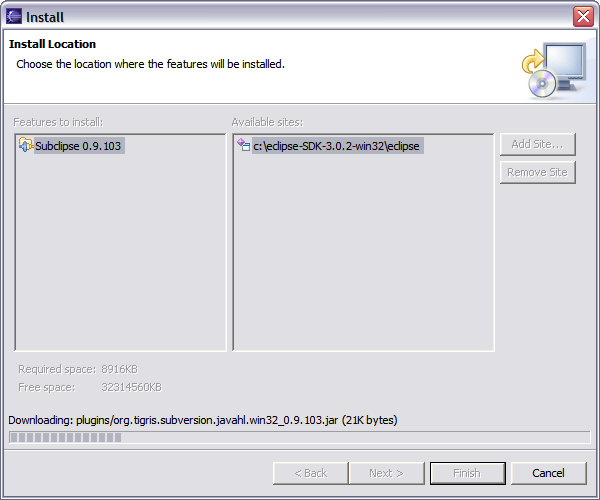 Install
Install Location
Choose the location where the features will be installed.
Features to install:
Available sites:
Subclipse 0.9.103
c:\eclipse-SDK-3.0.2-win32\eclipse
Add Site...
Remove Site
Required space: 8916KB
Free space: 32314560KB
Downloading: plugins/org.tigris.subversion.javahl.win32_0.9.103.jar (21K bytes)
< Back
Next >
Finish
Cancel